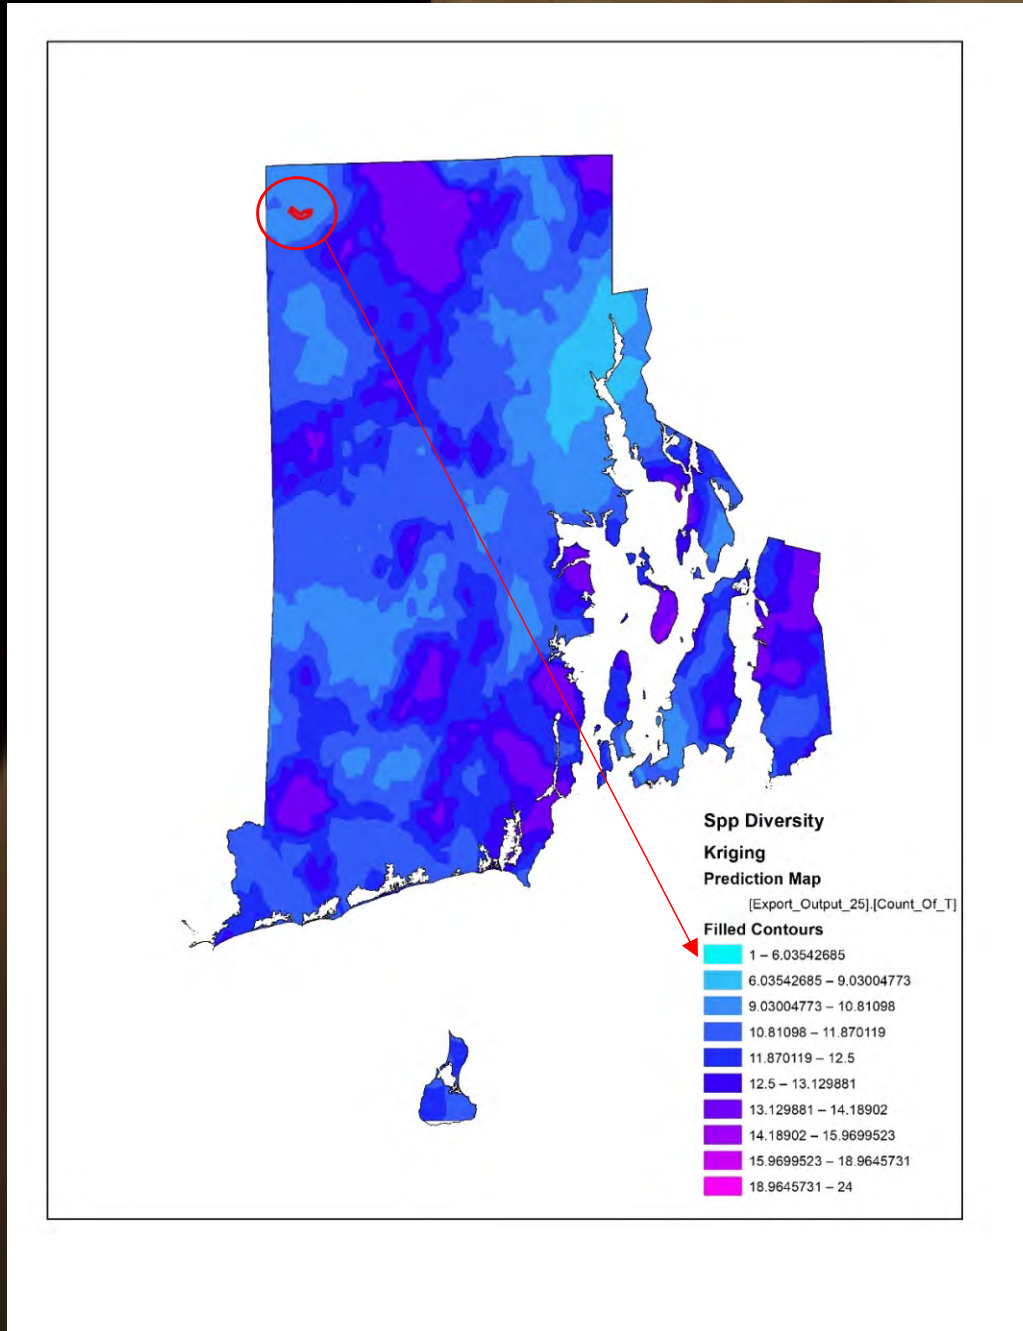 Spp Diversity
Kriging
Prediction Map
[Export_Output_25].[Count_Of_T]
Filled Contours
1 – 6.03542685
6.03542685 – 9.03004773
9.03004773 – 10.81098
10.81098 – 11.870119
11.870119 – 12.5
12.5 – 13.129881
13.129881 – 14.18902
14.18902 – 15.9699523
15.9699523 – 18.9645731
18.9645731 – 24